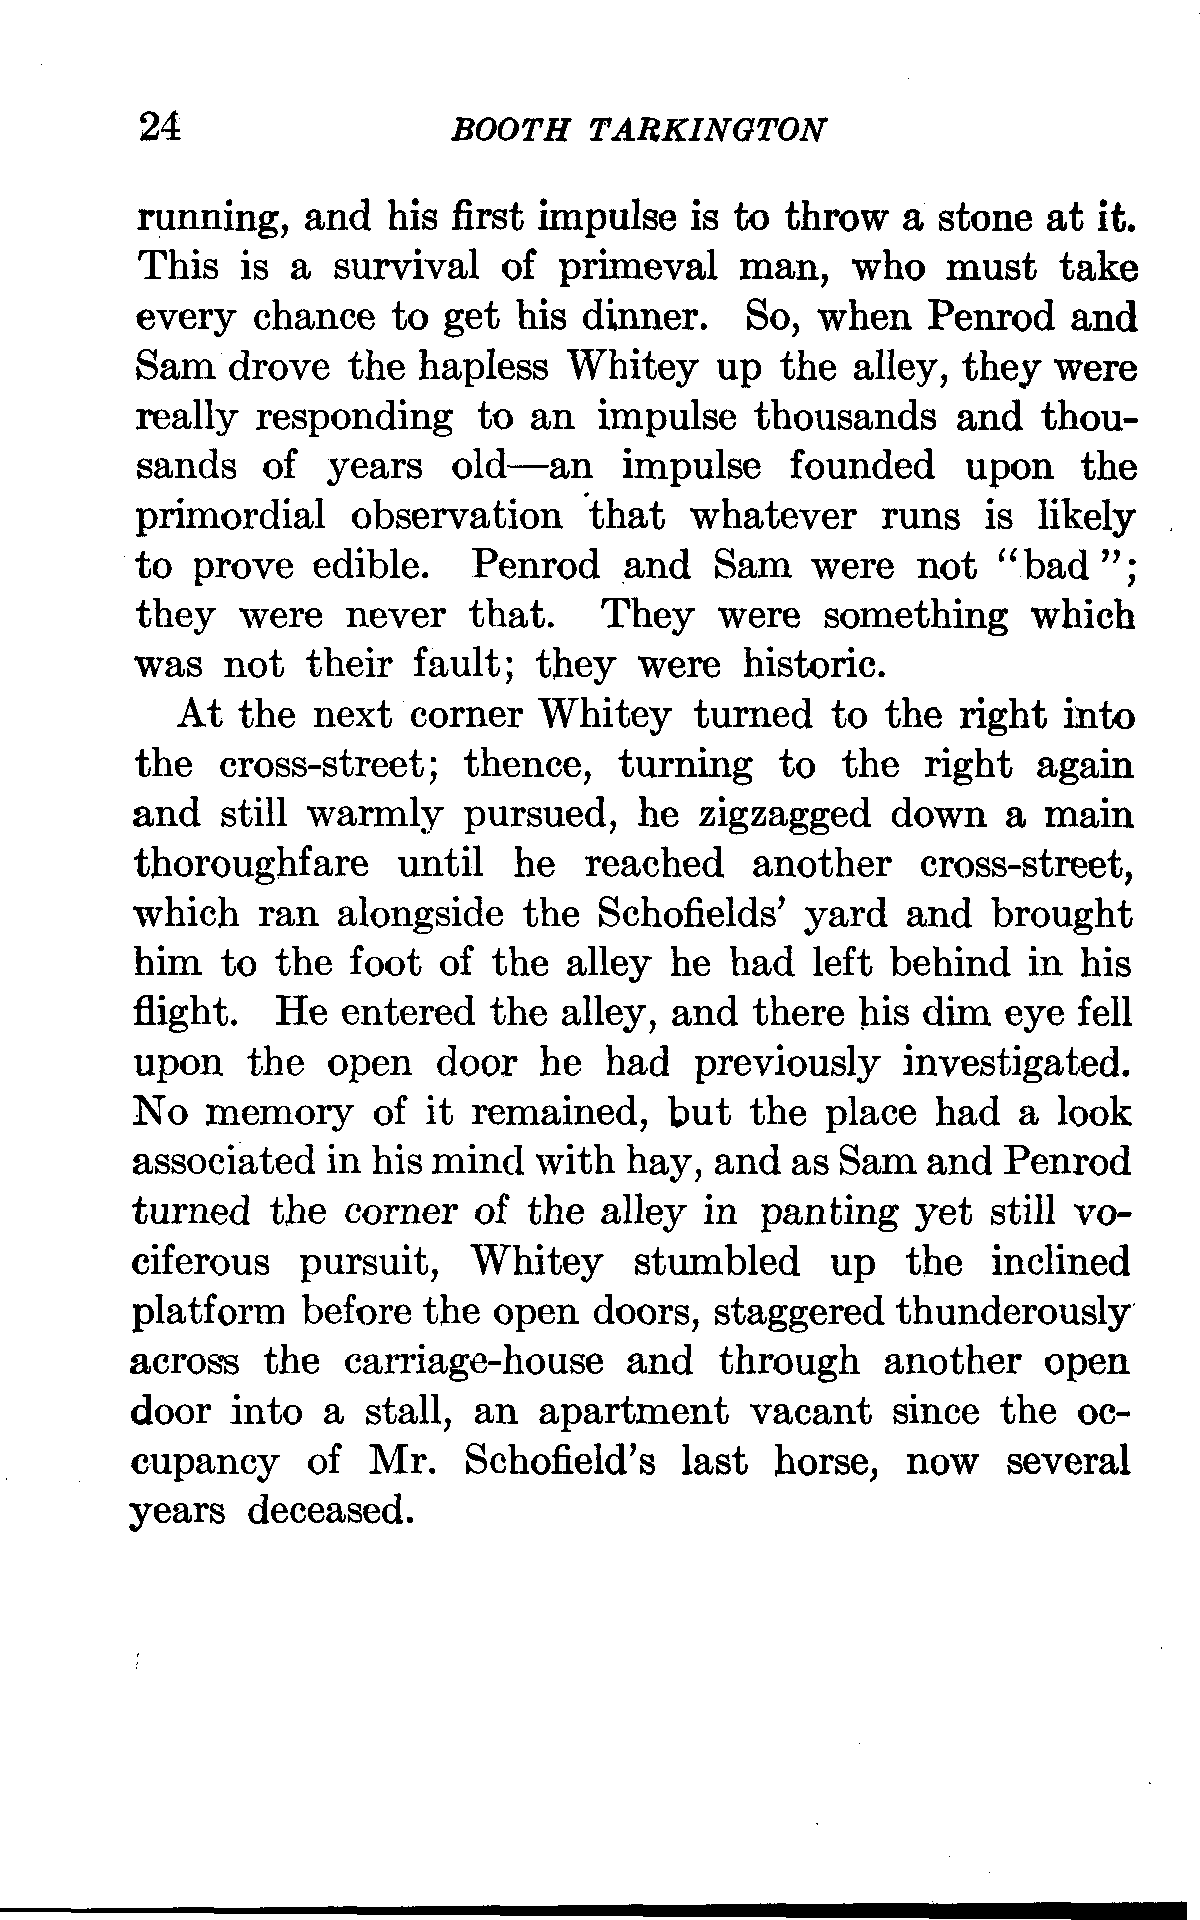 24 BOOTH TARKINGTON
running, and his first impulse is to throw a stone at it.
This is a survival of primeval man, who must take
every chance to get his dinner. So, when Penrod and
Sam drove the hapless Whitey up the alley, they were
really responding to an impulse thousands and thou-
sands of years old—an impulse founded upon the
primordial observation that whatever runs is likely
to prove edible. Penrod and Sam were not “bad”;
they were never that. They were something which
was not their fault; they were historic.
At the next corner Whitey turned to the right into
the cross-street; thence, turning to the right again
and still warmly pursued, he zigzagged down a main
thoroughfare until he reached another cross-street,
which ran alongside the Schofields’ yard and brought
him to the foot of the alley he had left behind in his
flight. He entered the alley, and there his dim eye fell
upon the open door he had previously investigated.
No memory of it remained, but the place had a look
associated in his mind with hay, and as Sam and Penrod
turned the corner of the alley in panting yet still vo-
ciferous pursuit, Whitey stumbled up the inclined
platform before the open doors, staggered thunderously
across the carriage-house and through another open
door into a stall, an apartment vacant since the oc-
cupancy of Mr. Schofield’s last horse, now several
years deceased.